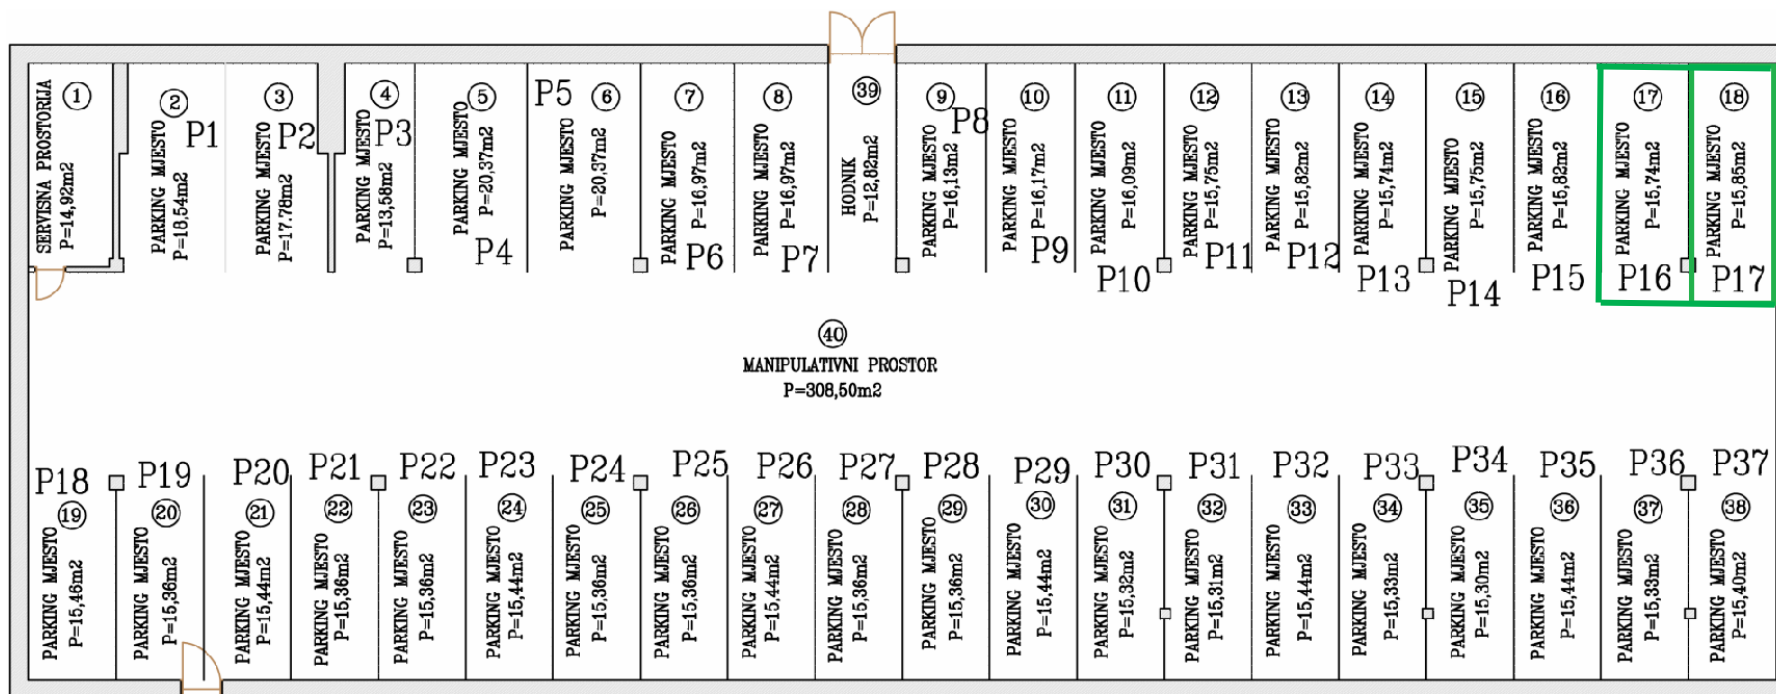 1
SERVISNA PROSTORIJA
P=14,92m2
2
PARKING MJESTO
P=18,54m2
P1
3
PARKING MJESTO
P=17.78m2
P2
4
PARKING MJESTO
P=13,58m2
P3
5
PARKING MJESTO
P=20,37m2
P4
P5
6
PARKING MJESTO
P=20,37m2
7
PARKING MJESTO
P=16,97m2
P6
8
PARKING MJESTO
P=16,97m2
P7
39
HODNIK
P=12,82m2
9
PARKING MJESTO
P=16,13m2
P8
10
PARKING MJESTO
P=16,17m2
P9
11
PARKING MJESTO
P=16,09m2
P10
12
PARKING MJESTO
P=15,75m2
P11
13
PARKING MJESTO
P=15,82m2
P12
14
PARKING MJESTO
P=15,74m2
P13
15
PARKING MJESTO
P=15,75m2
P14
16
PARKING MJESTO
P=15,82m2
P15
17
PARKING MJESTO
P=15,74m2
P16
18
PARKING MJESTO
P=15,85m2
P17
40
MANIPULATIVNI PROSTOR
P=308,50m2
P18
19
PARKING MJESTO
P=15,46m2
P19
20
PARKING MJESTO
P=15,36m2
P20
21
PARKING MJESTO
P=15,44m2
P21
22
PARKING MJESTO
P=15,36m2
P22
23
PARKING MJESTO
P=15,36m2
P23
24
PARKING MJESTO
P=15,44m2
P24
25
PARKING MJESTO
P=15,36m2
P25
26
PARKING MJESTO
P=15,36m2
P26
27
PARKING MJESTO
P=15,44m2
P27
28
PARKING MJESTO
P=15,36m2
P28
29
PARKING MJESTO
P=15,36m2
P29
30
PARKING MJESTO
P=15,44m2
P30
31
PARKING MJESTO
P=15,32m2
P31
32
PARKING MJESTO
P=15,31m2
P32
33
PARKING MJESTO
P=15,44m2
P33
34
PARKING MJESTO
P=15,33m2
P34
35
PARKING MJESTO
P=15,30m2
P35
36
PARKING MJESTO
P=15,44m2
P36
37
PARKING MJESTO
P=15,33m2
P37
38
PARKING MJESTO
P=15,40m2